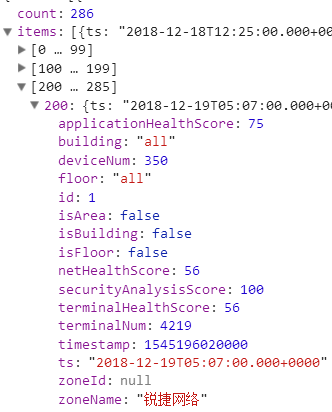 count: 286
items: [{ts: "2018-12-18T12:25:00.000+0
[0 … 99]
[100 … 199]
[200 … 285]
200: {ts: "2018-12-19T05:07:00.000+0
applicationHealthScore: 75
building: "all"
deviceNum: 350
floor: "all"
id: 1
isArea: false
isBuilding: false
isFloor: false
netHealthScore: 56
securityAnalysisScore: 100
terminalHealthScore: 56
terminalNum: 4219
timestamp: 1545196020000
ts: "2018-12-19T05:07:00.000+0000"
zoneId: null
zoneName: "锐捷网络"